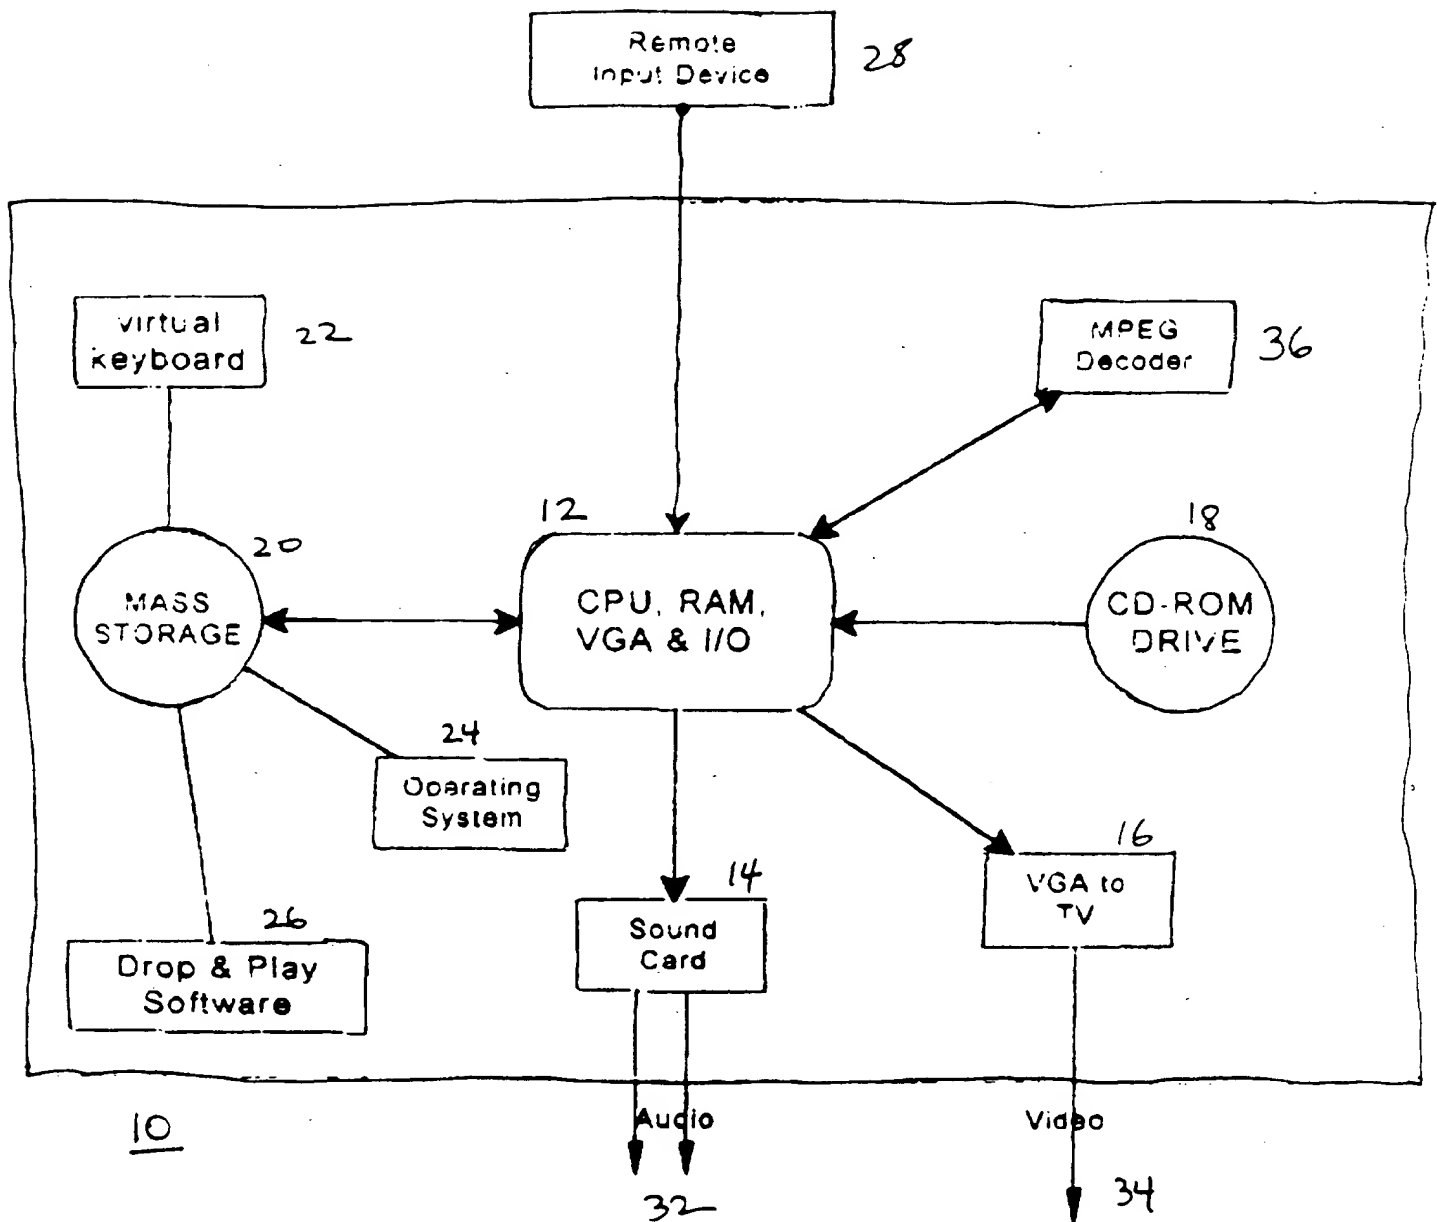 Remote
Input Device
28
virtual
keyboard
22
MPEG
Decoder
36
12
18
20
MASS
STORAGE
CPU, RAM,
VGA & I/O
CD-ROM
DRIVE
24
Operating
System
16
VGA to
TV
14
Sound
Card
26
Drop & Play
Software
10
Audio
Video
32
34